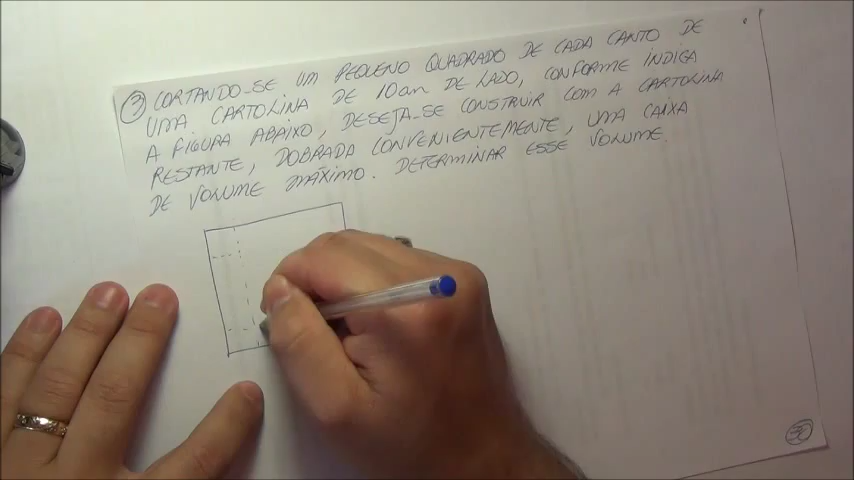 3 CORTANDO-SE UM PEQUENO QUADRADO DE CADA CANTO DE
UMA CARTOLINA DE 10cm DE LADO, CONFORME INDICA
A FIGURA ABAIXO, DESEJA-SE CONSTRUIR COM A CARTOLINA
RESTANTE, DOBRADA CONVENIENTEMENTE, UMA CAIXA
DE VOLUME MÁXIMO. DETERMINAR ESSE VOLUME.
30